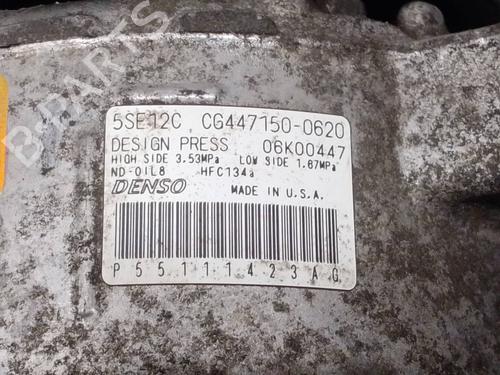 5SE12C CG447150-0620
DESIGN PRESS 06K00447
HIGH SIDE 3.53MPa LOW SIDE 1.67MPa
ND-OIL8 HFC134a
DENSO MADE IN U.S.A.
P55111423AG
B-PARTS